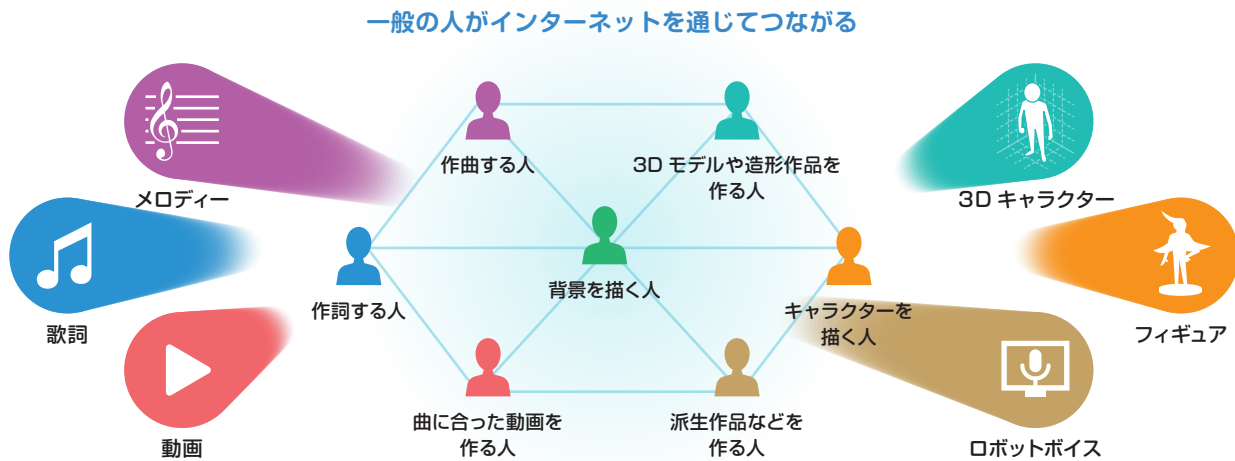 一般の人がインターネットを通じてつながる
作曲する人
3D モデルや造形作品を
作る人
メロディー
3D キャラクター
背景を描く人
作詞する人
キャラクターを
描く人
歌詞
フィギュア
曲に合った動画を
作る人
派生作品などを
作る人
動画
ロボットボイス